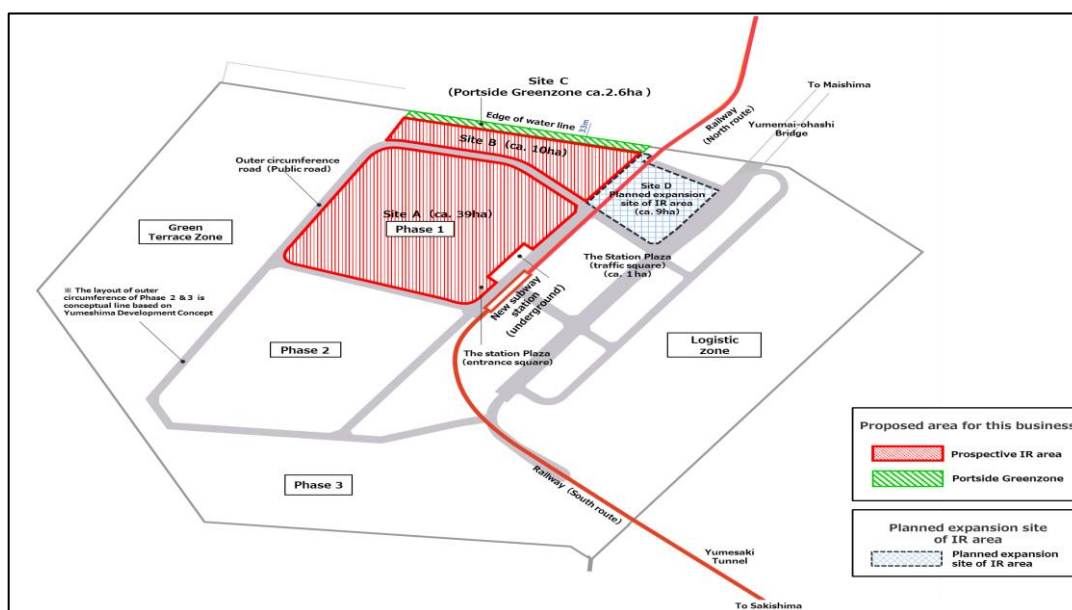 Site C
(Portside Greenzone ca.2.6ha )
To Maishima
Edge of water line
33m
Railway
(North route)
Yumemai-ohashi
Bridge
Site B (ca. 10ha)
Outer circumference
road (Public road)
Site D
Planned expansion
site of IR area
(ca. 9ha)
Site A (ca. 39ha)
Phase 1
Green
Terrace Zone
The Station Plaza
(traffic square)
(ca. 1ha)
※ The layout of outer
circumference of Phase 2 & 3 is
conceptual line based on
Yumeshima Development Concept
New subway
station
(underground)
Phase 2
The station Plaza
(entrance square)
Logistic
zone
Phase 3
Railway (South route)
Yumesaki
Tunnel
To Sakishima
Proposed area for this business
Prospective IR area
Portside Greenzone
Planned expansion site
of IR area
Planned expansion
site of IR area